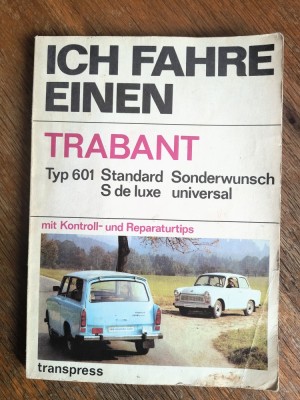 ICH FAHRE
EINEN
TRABANT
Typ 601 Standard Sonderwunsch
S de luxe universal
mit Kontroll- und Reparaturtips
transpress